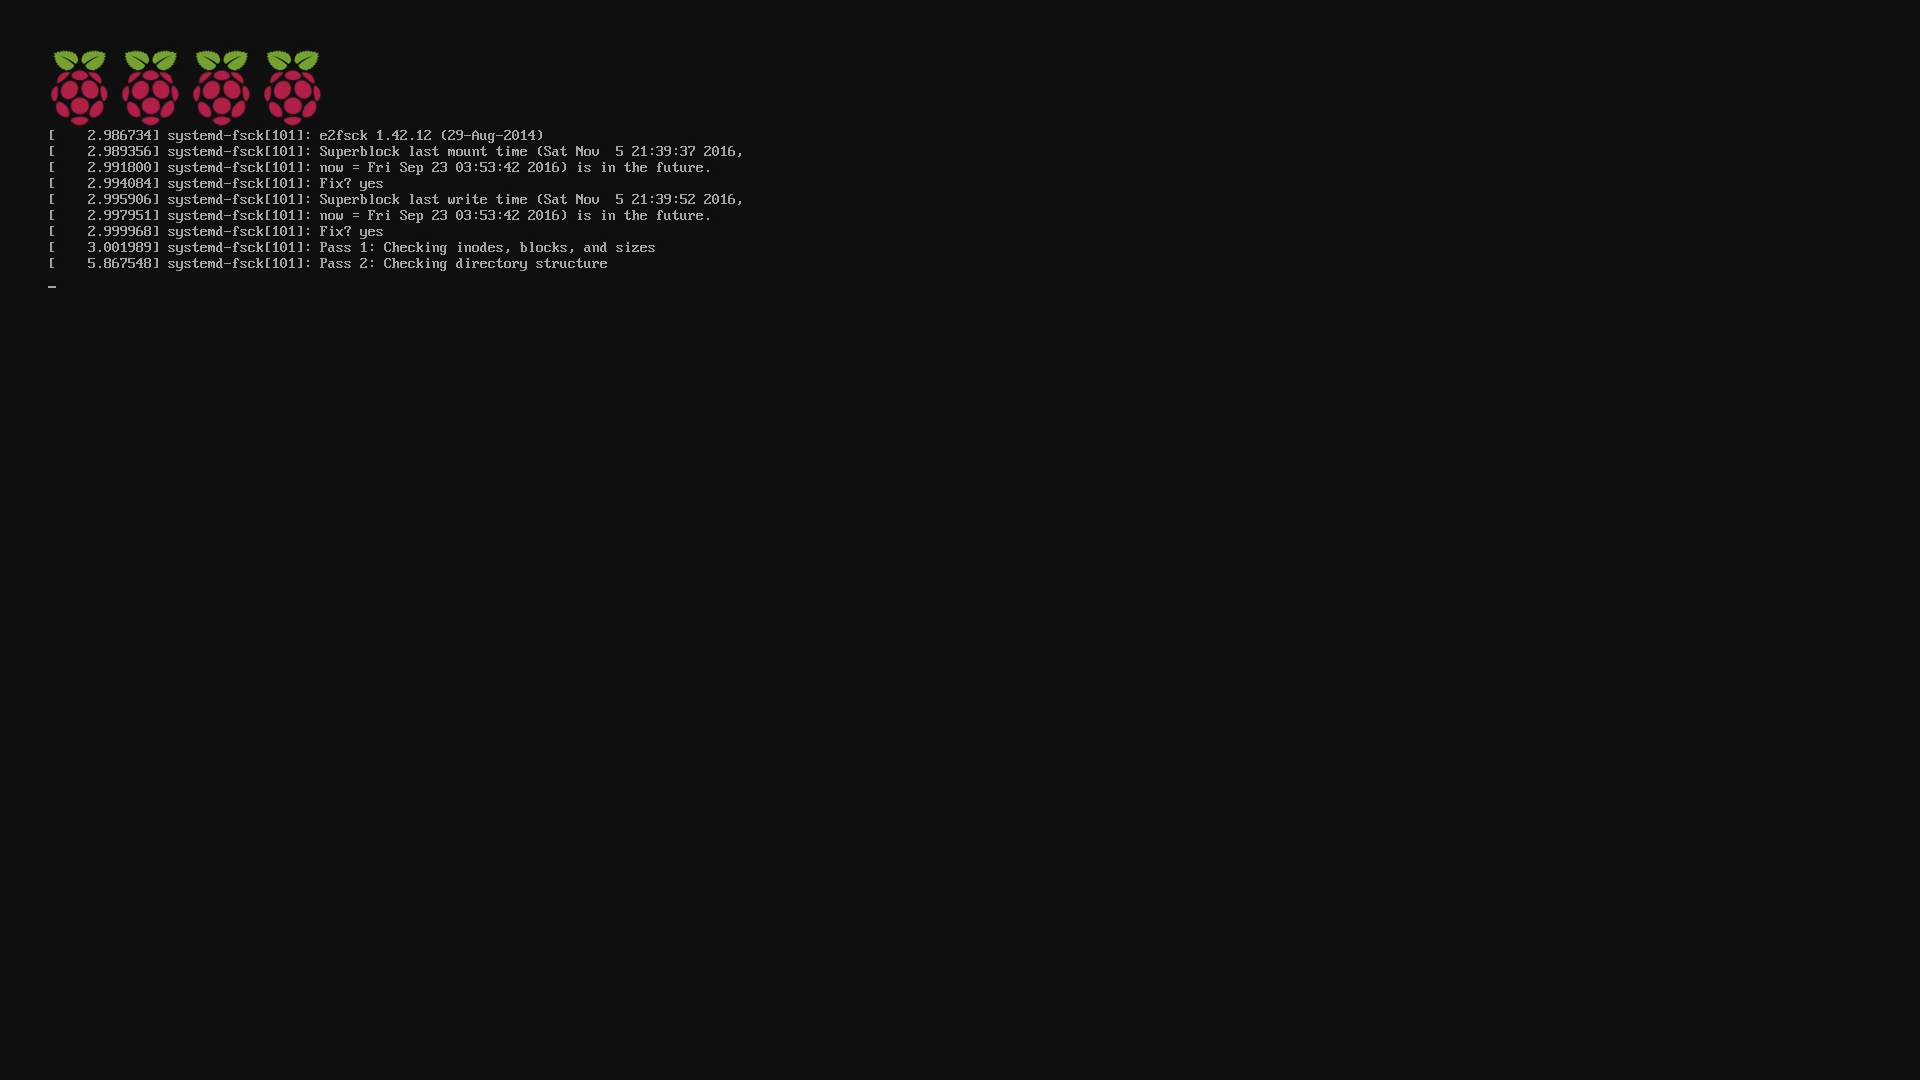 [    2.986734] systemd-fsck[101]: e2fsck 1.42.12 (29-Aug-2014)
[    2.989356] systemd-fsck[101]: Superblock last mount time (Sat Nov  5 21:39:37 2016,
[    2.991800] systemd-fsck[101]: now = Fri Sep 23 03:53:42 2016) is in the future.
[    2.994084] systemd-fsck[101]: Fix? yes
[    2.995906] systemd-fsck[101]: Superblock last write time (Sat Nov  5 21:39:52 2016,
[    2.997951] systemd-fsck[101]: now = Fri Sep 23 03:53:42 2016) is in the future.
[    2.999968] systemd-fsck[101]: Fix? yes
[    3.001989] systemd-fsck[101]: Pass 1: Checking inodes, blocks, and sizes
[    5.867548] systemd-fsck[101]: Pass 2: Checking directory structure
_